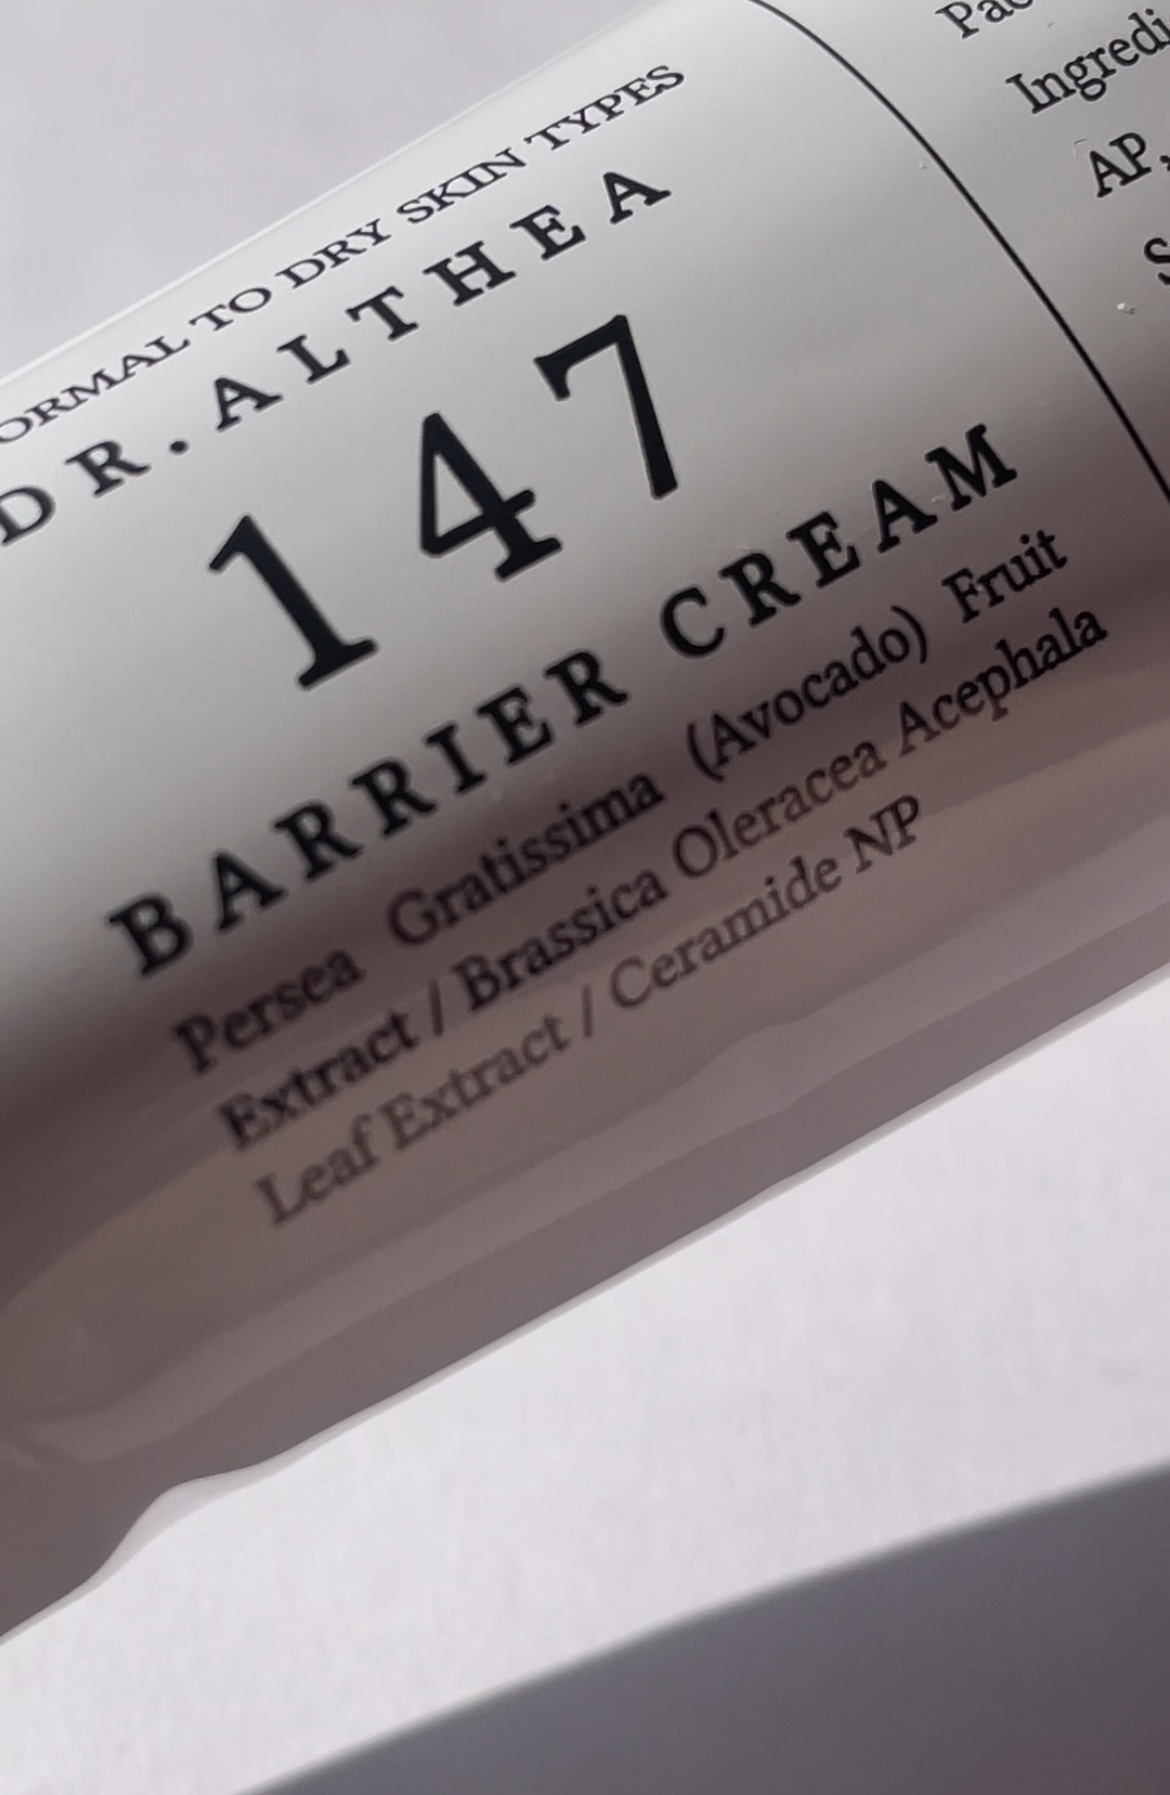 ORMAL TO DRY SKIN TYPES
DR.ALTHEA
147
BARRIER CREAM
Persea Gratissima (Avocado) Fruit
Extract / Brassica Oleracea Acephala
Leaf Extract / Ceramide NP
Ingredi
AP,